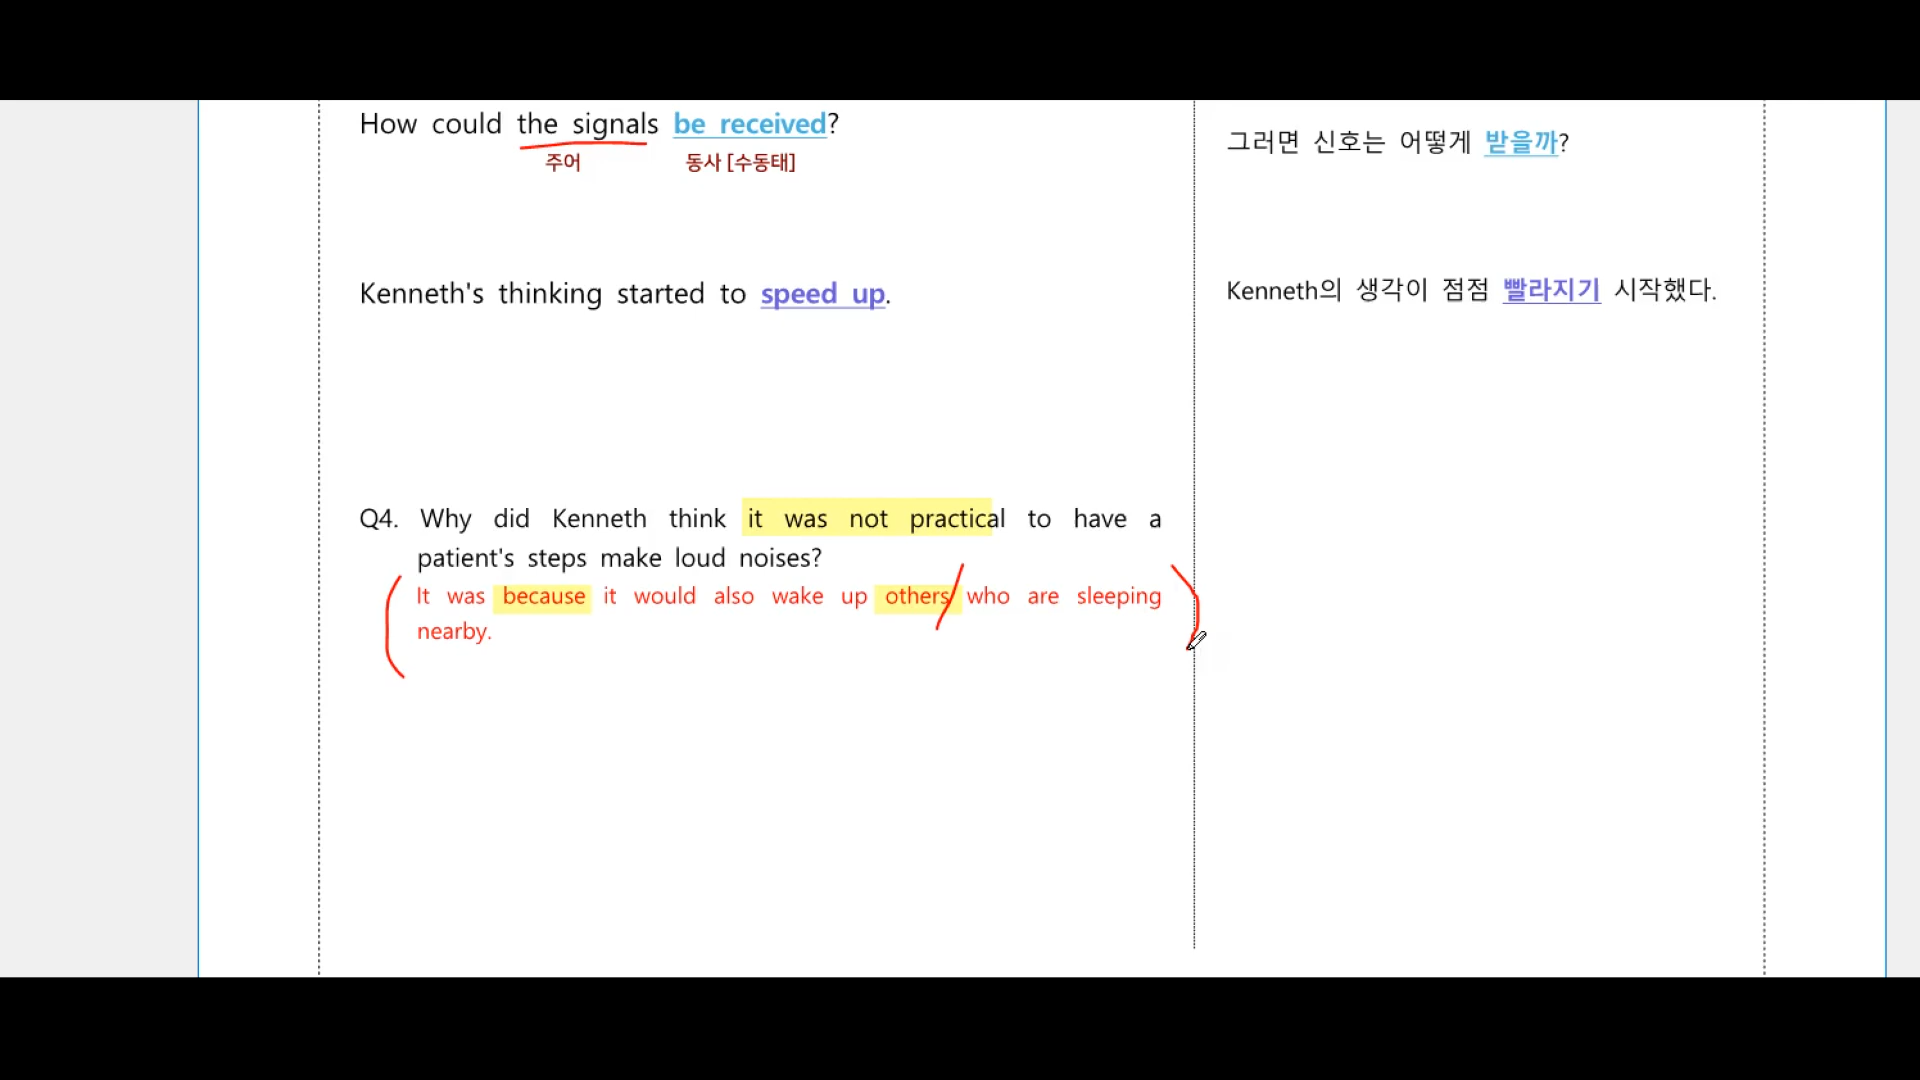 How could the signals be received?
주어 동사 [수동태]
그러면 신호는 어떻게 받을까?
Kenneth's thinking started to speed up.
Kenneth의 생각이 점점 빨라지기 시작했다.
Q4. Why did Kenneth think it was not practical to have a
patient's steps make loud noises?
It was because it would also wake up others who are sleeping
nearby.